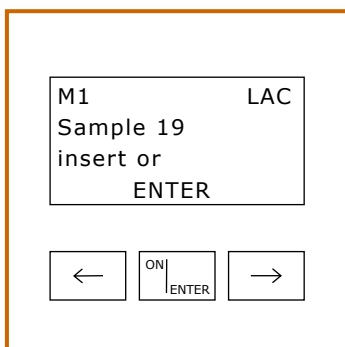 M1 LAC
Sample 19
insert or
ENTER
← ON ENTER →